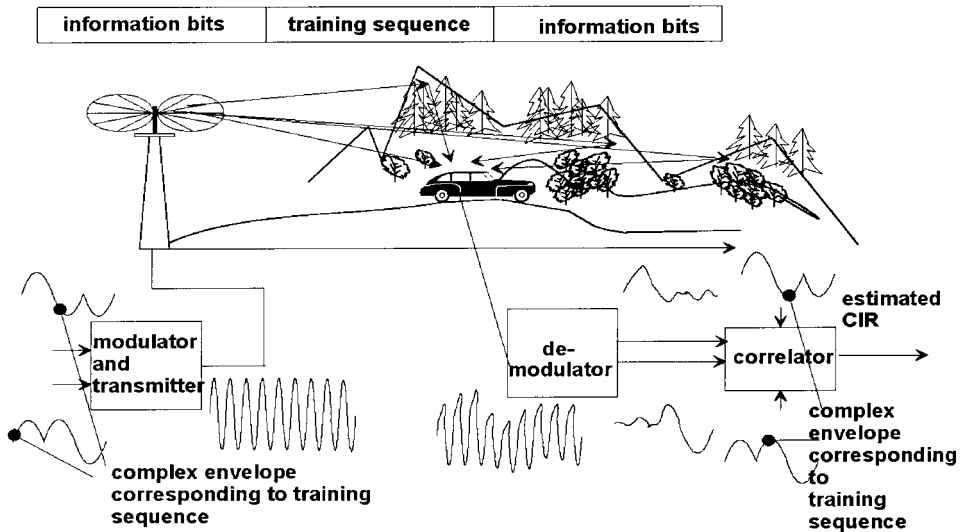 information bits
training sequence
information bits
estimated
CIR
modulator
and
transmitter
de-
modulator
correlator
complex envelope
corresponding to training
sequence
complex
envelope
corresponding
to
training
sequence